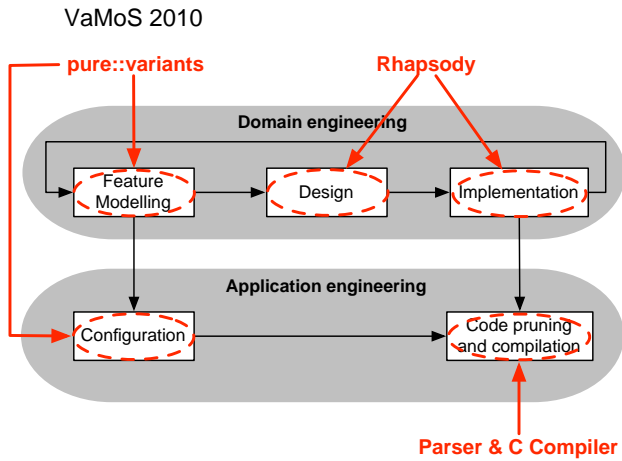 VaMoS 2010
pure::variants
Rhapsody
Domain engineering
Feature
Modelling
Design
Implementation
Application engineering
Configuration
Code pruning
and compilation
Parser & C Compiler